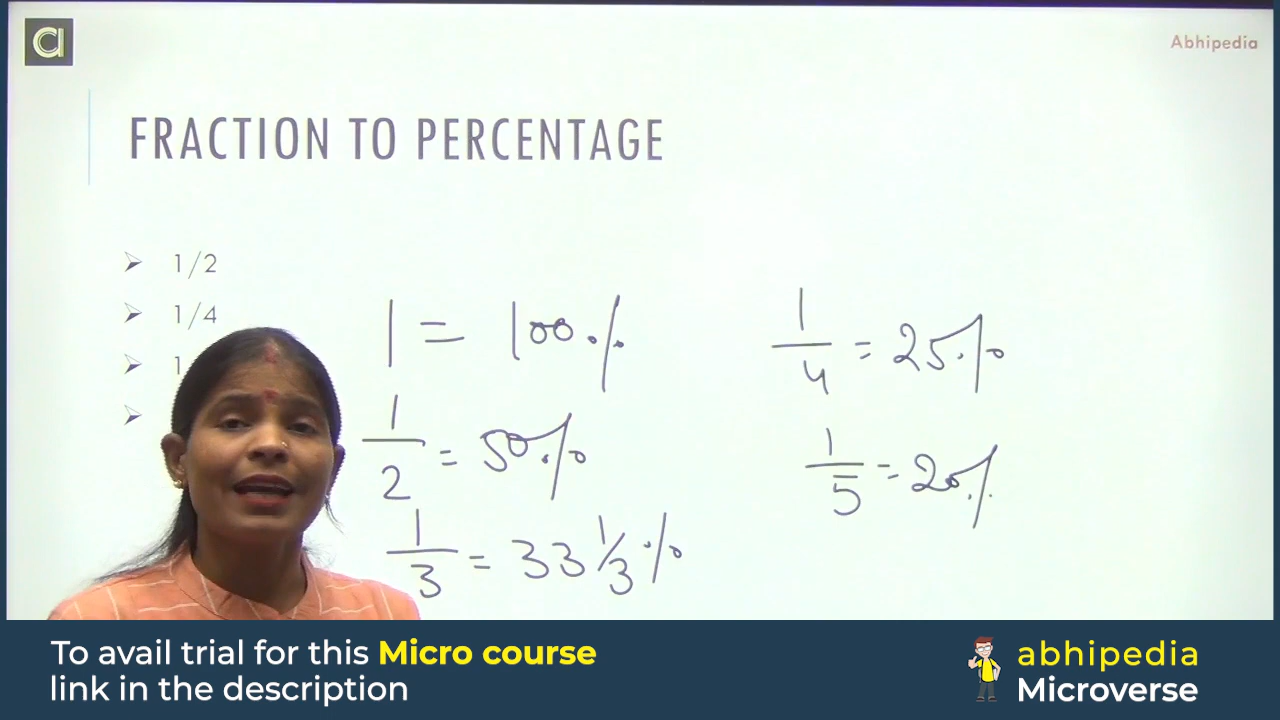 a
Abhipedia
FRACTION TO PERCENTAGE
➢ 1/2
➢ 1/4
➢ 1
➢
1 = 100%
1/2 = 50%
1/3 = 33 1/3 %
1/4 = 25%
1/5 = 20%
To avail trial for this Micro course
link in the description
abhipedia
Microverse